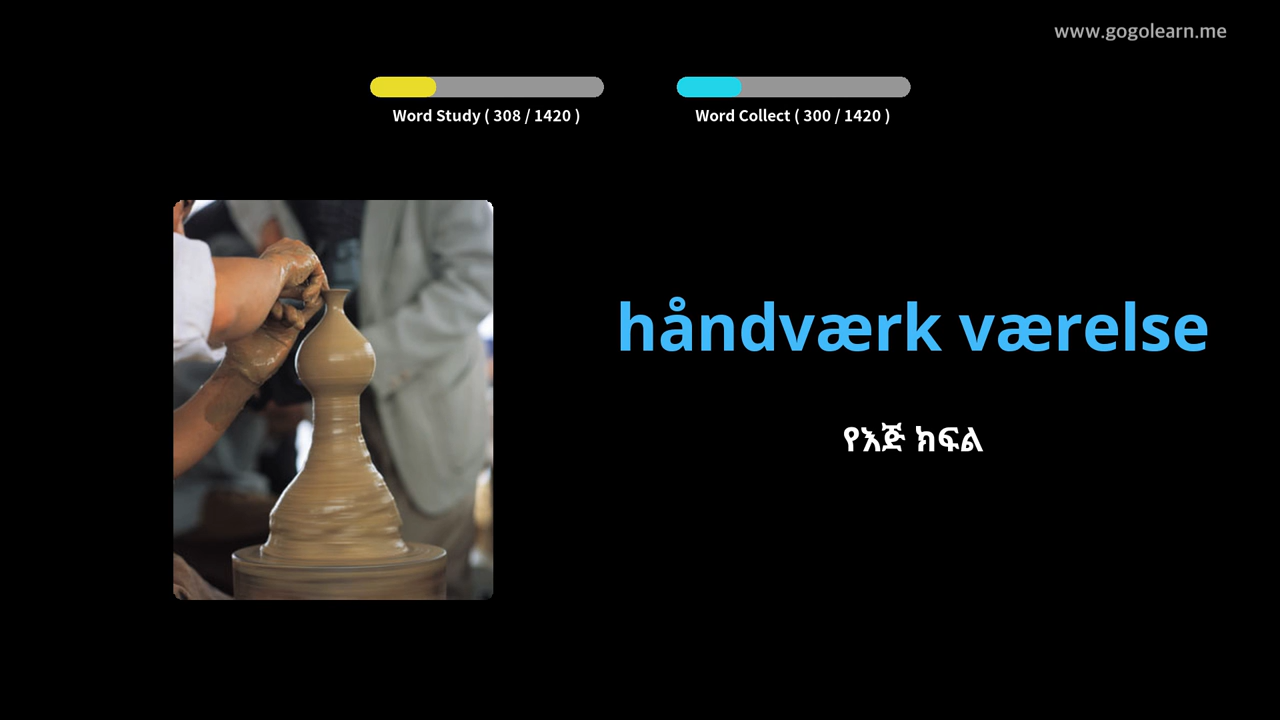 www.gogolearn.me
Word Study ( 308 / 1420 )
Word Collect ( 300 / 1420 )
håndværk værelse
የእጅ ክፍል